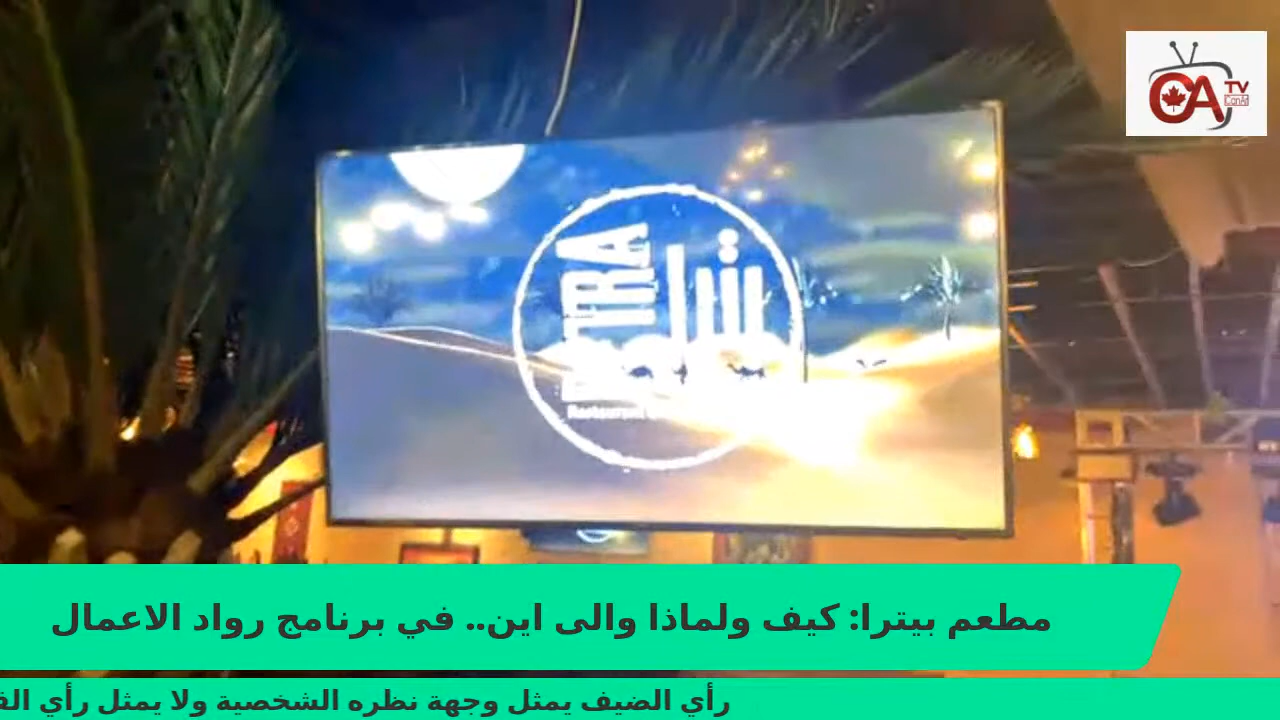 CA TV
CanAr
TRA
مطعم بيترا: كيف ولماذا والى اين.. في برنامج رواد الاعمال
رأي الضيف يمثل وجهة نظره الشخصية ولا يمثل رأي